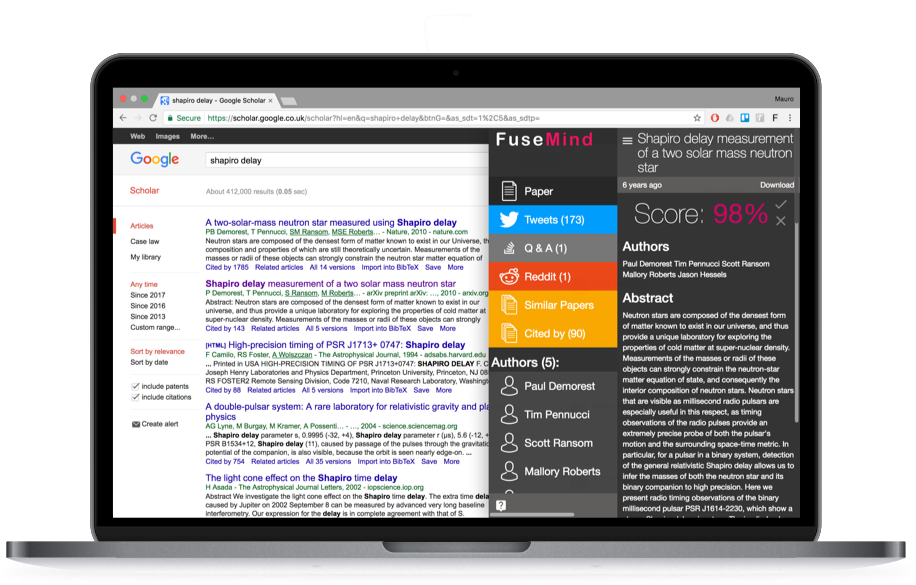 shapiro delay - Google Scholar ×
Mauro
Secure https://scholar.google.co.uk/scholar?hl=en&q=shapiro+delay&btnG=&as_sdt=1%2C5&as_sdtp=
Web Images More...
Google
shapiro delay
Scholar
About 412,000 results (0.05 sec)
Articles
Case law
My library
Any time
Since 2017
Since 2016
Since 2013
Custom range...
Sort by relevance
Sort by date
include patents
include citations
Create alert
A two-solar-mass neutron star measured using Shapiro delay
PB Demorest, T Pennucci, SM Ransom, MSE Roberts... - Nature, 2010 - nature.com
Neutron stars are composed of the densest form of matter known to exist in our Universe, th
composition and properties of which are still theoretically uncertain. Measurements of the
masses or radii of these objects can strongly constrain the neutron star matter equation of
Cited by 1785 Related articles All 14 versions Import into BibTeX Save More
Shapiro delay measurement of a two solar mass neutron star
P Demorest, T Pennucci, S Ransom, M Roberts... - arXiv preprint arXiv: ..., 2010 - arxiv.org
Abstract: Neutron stars are composed of the densest form of matter known to exist in our
universe, and thus provide a unique laboratory for exploring the properties of cold matter at
super-nuclear density. Measurements of the masses or radii of these objects can strongly
Cited by 143 Related articles All 5 versions Import into BibTeX Save More
[HTML] High-precision timing of PSR J1713+ 0747: Shapiro delay
F Camilo, RS Foster, A Wolszczan - The Astrophysical Journal, 1994 - adsabs.harvard.edu
... Printed in USA HIGH-PRECISION TIMING OF PSR J1713+0747: SHAPIRO DELAY F. C
Joseph Henry Laboratories and Physics Department, Princeton University, Princeton, NJ 08
RS FOSTER2 Remote Sensing Division, Code 7210, Naval Research Laboratory, Washingt
Cited by 88 Related articles All 5 versions Import into BibTeX Save More
A double-pulsar system: A rare laboratory for relativistic gravity and pla
physics
AG Lyne, M Burgay, M Kramer, A Possenti... - ..., 2004 - science.sciencemag.org
... Shapiro delay parameter s, 0.9995 (-32, +4), Shapiro delay parameter r (μs), 5.6 (-12, +
PSR B1534+12, Shapiro delay (11), caused by passage of the pulses through the gravitatio
potential of the companion, is also visible, because the orbit is seen nearly edge-on. ...
Cited by 754 Related articles All 35 versions Import into BibTeX Save More
The light cone effect on the Shapiro time delay
H Asada - The Astrophysical Journal Letters, 2002 - iopscience.iop.org
Abstract We investigate the light cone effect on the Shapiro time delay. The extra time dela
caused by Jupiter on 2002 September 8 can be measured by advanced very long baseline
interferometry. Our expression for the delay is in complete agreement with that of S.
FuseMind
Paper
Tweets (173)
Q & A (1)
Reddit (1)
Similar Papers
Cited by (90)
Authors (5):
Paul Demorest
Tim Pennucci
Scott Ransom
Mallory Roberts
?
Shapiro delay measurement
of a two solar mass neutron
star
6 years ago Download
Score: 98%
Authors
Paul Demorest Tim Pennucci Scott Ransom
Mallory Roberts Jason Hessels
Abstract
Neutron stars are composed of the densest form
of matter known to exist in our universe, and thus
provide a unique laboratory for exploring the
properties of cold matter at super-nuclear density.
Measurements of the masses or radii of these
objects can strongly constrain the neutron-star
matter equation of state, and consequently the
interior composition of neutron stars. Neutron stars
that are visible as millisecond radio pulsars are
especially useful in this respect, as timing
observations of the radio pulses provide an
extremely precise probe of both the pulsar's
motion and the surrounding space-time metric. In
particular, for a pulsar in a binary system, detection
of the general relativistic Shapiro delay allows us to
infer the masses of both the neutron star and its
binary companion to high precision. Here we
present radio timing observations of the binary
millisecond pulsar PSR J1614-2230, which show a